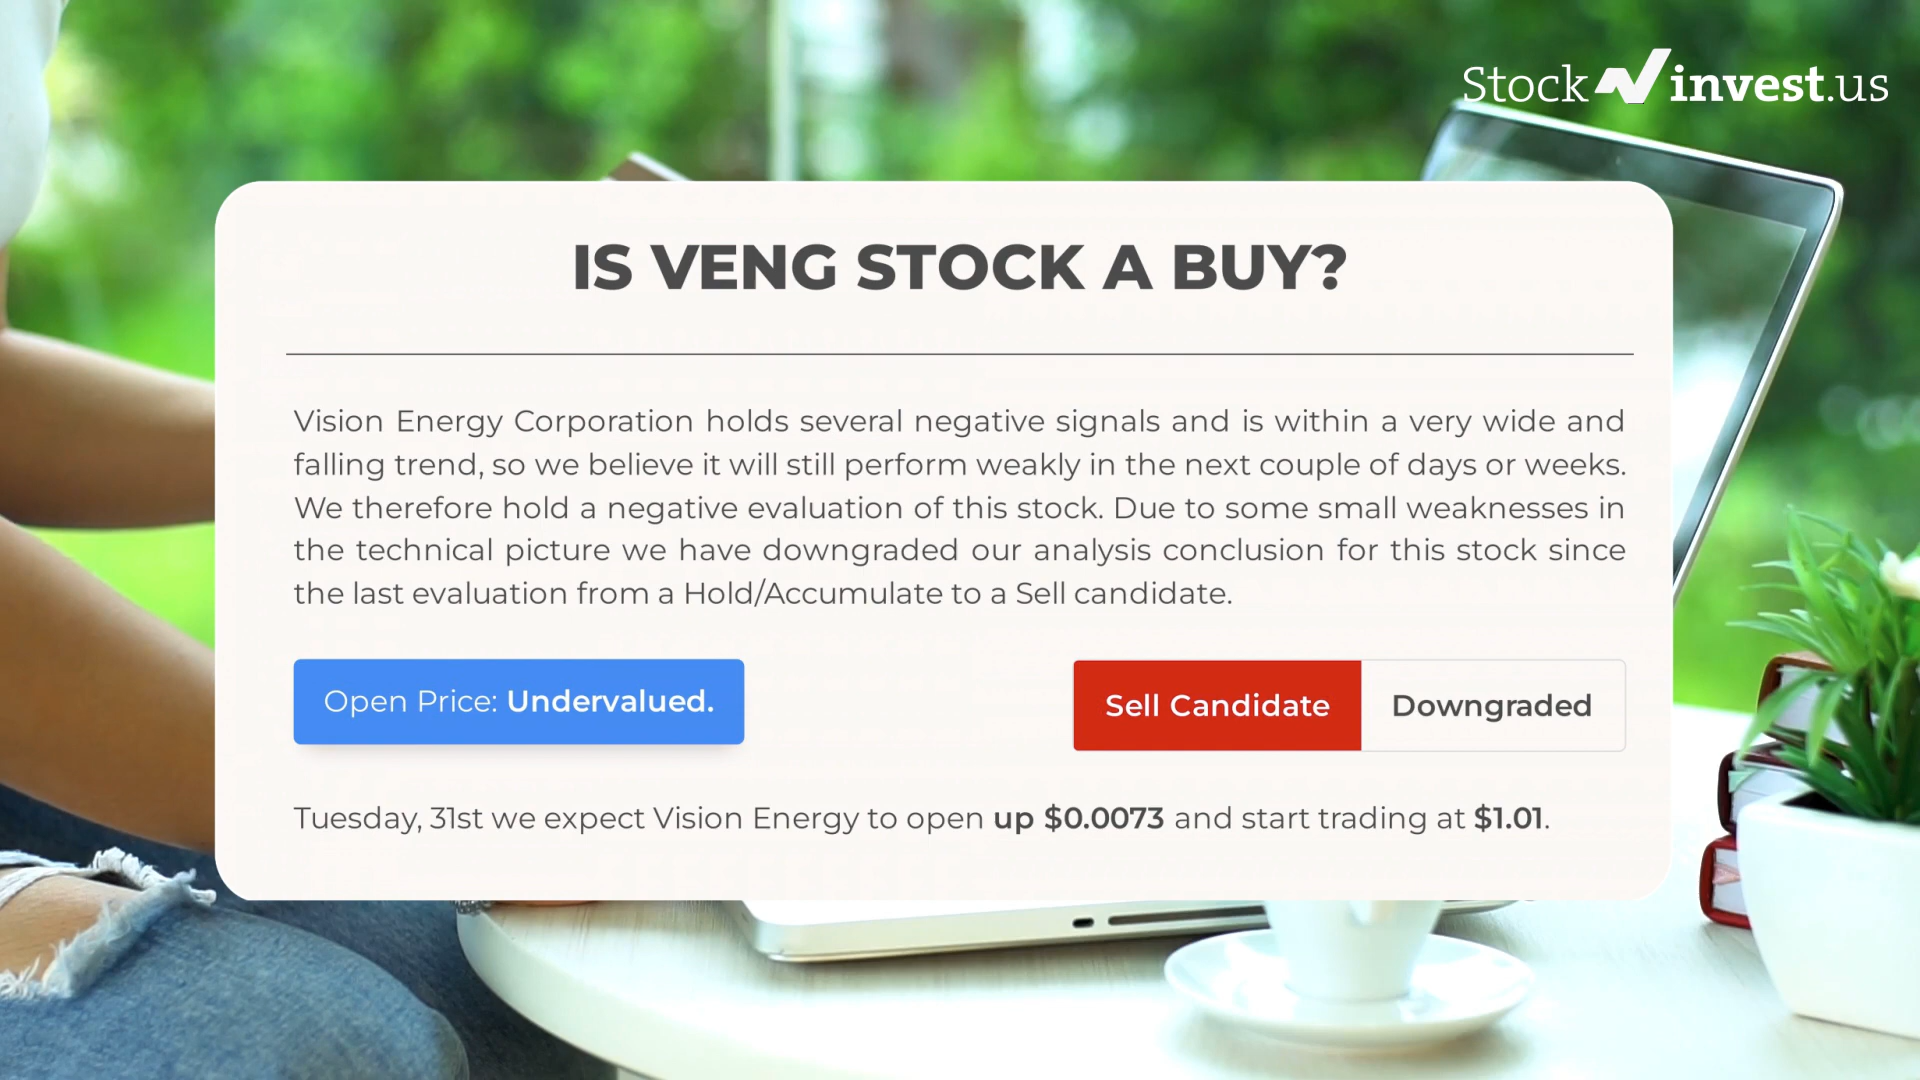 Stock invest.us
IS VENG STOCK A BUY?
Vision Energy Corporation holds several negative signals and is within a very wide and
falling trend, so we believe it will still perform weakly in the next couple of days or weeks.
We therefore hold a negative evaluation of this stock. Due to some small weaknesses in
the technical picture we have downgraded our analysis conclusion for this stock since
the last evaluation from a Hold/Accumulate to a Sell candidate.
Open Price: Undervalued.
Sell Candidate Downgraded
Tuesday, 31st we expect Vision Energy to open up $0.0073 and start trading at $1.01.